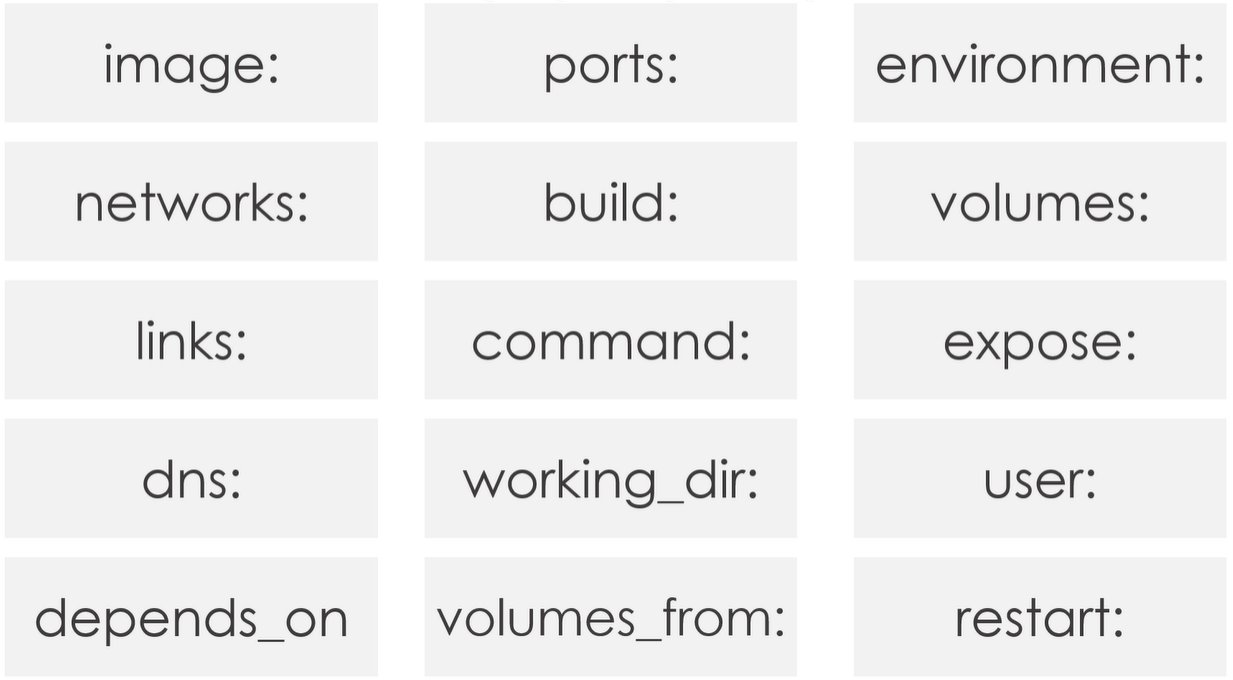 image:
ports:
environment:
networks:
build:
volumes:
links:
command:
expose:
dns:
working_dir:
user:
depends_on
volumes_from:
restart: